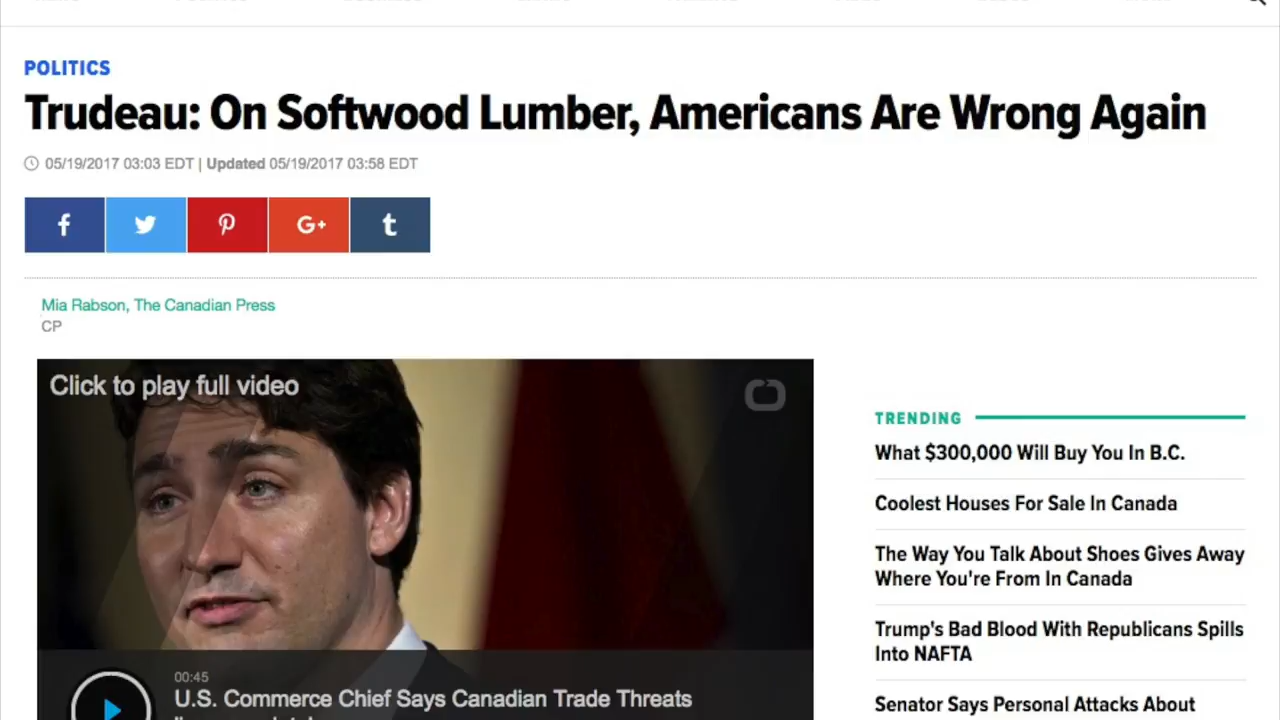 POLITICS
Trudeau: On Softwood Lumber, Americans Are Wrong Again
05/19/2017 03:03 EDT | Updated 05/19/2017 03:58 EDT
f
G+
t
Mia Rabson, The Canadian Press
CP
Click to play full video
00:45
U.S. Commerce Chief Says Canadian Trade Threats
TRENDING
What $300,000 Will Buy You In B.C.
Coolest Houses For Sale In Canada
The Way You Talk About Shoes Gives Away
Where You're From In Canada
Trump's Bad Blood With Republicans Spills
Into NAFTA
Senator Says Personal Attacks About